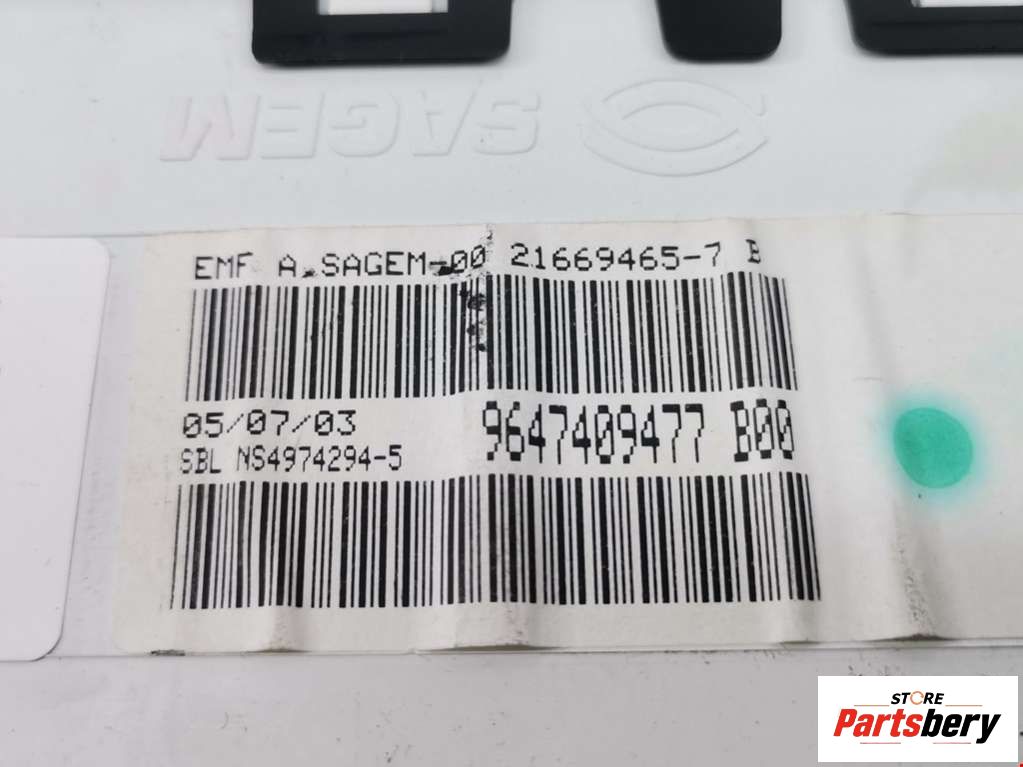 SAGEM
EMF A.SAGEM-00 21669465-7 B
05/07/03
9647409477 B00
SBL NS4974294-5
STORE
Partsbery